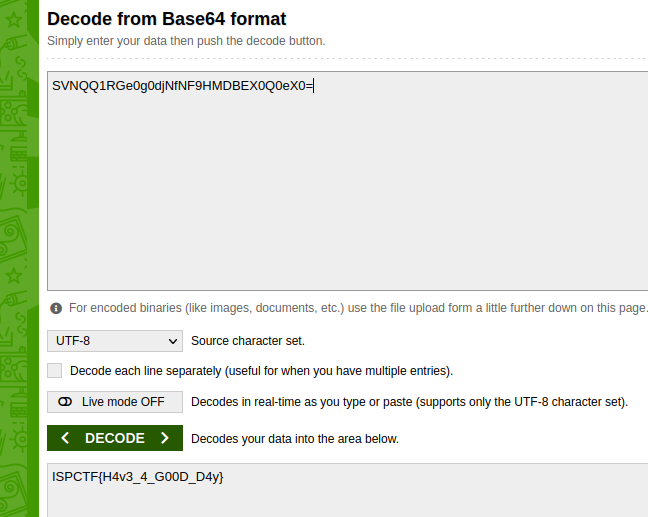 Decode from Base64 format
Simply enter your data then push the decode button.
SVNQQ1RGe0g0djNfNF9HMDBEX0Q0eX0=
For encoded binaries (like images, documents, etc.) use the file upload form a little further down on this page.
UTF-8 Source character set.
Decode each line separately (useful for when you have multiple entries).
Live mode OFF Decodes in real-time as you type or paste (supports only the UTF-8 character set).
DECODE Decodes your data into the area below.
ISPCTF{H4v3_4_G00D_D4y}